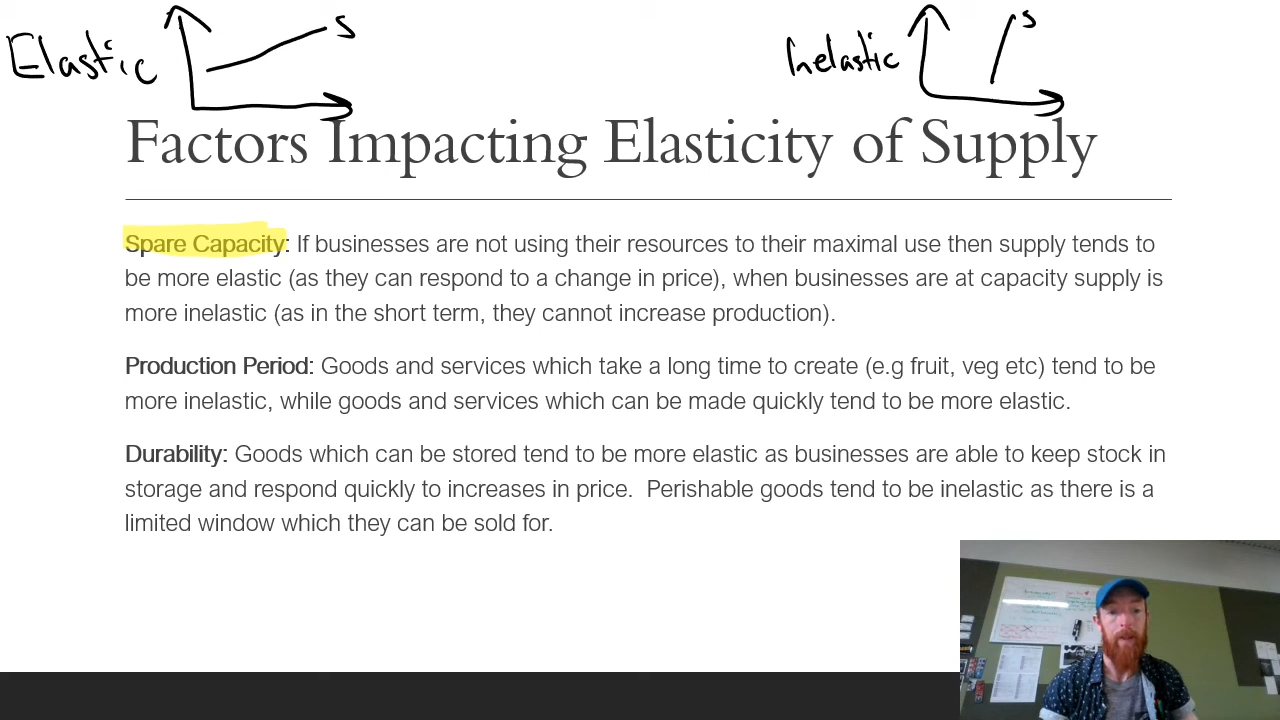 Elastic
S
Inelastic
S
Factors Impacting Elasticity of Supply
Spare Capacity: If businesses are not using their resources to their maximal use then supply tends to
be more elastic (as they can respond to a change in price), when businesses are at capacity supply is
more inelastic (as in the short term, they cannot increase production).
Production Period: Goods and services which take a long time to create (e.g fruit, veg etc) tend to be
more inelastic, while goods and services which can be made quickly tend to be more elastic.
Durability: Goods which can be stored tend to be more elastic as businesses are able to keep stock in
storage and respond quickly to increases in price.  Perishable goods tend to be inelastic as there is a
limited window which they can be sold for.